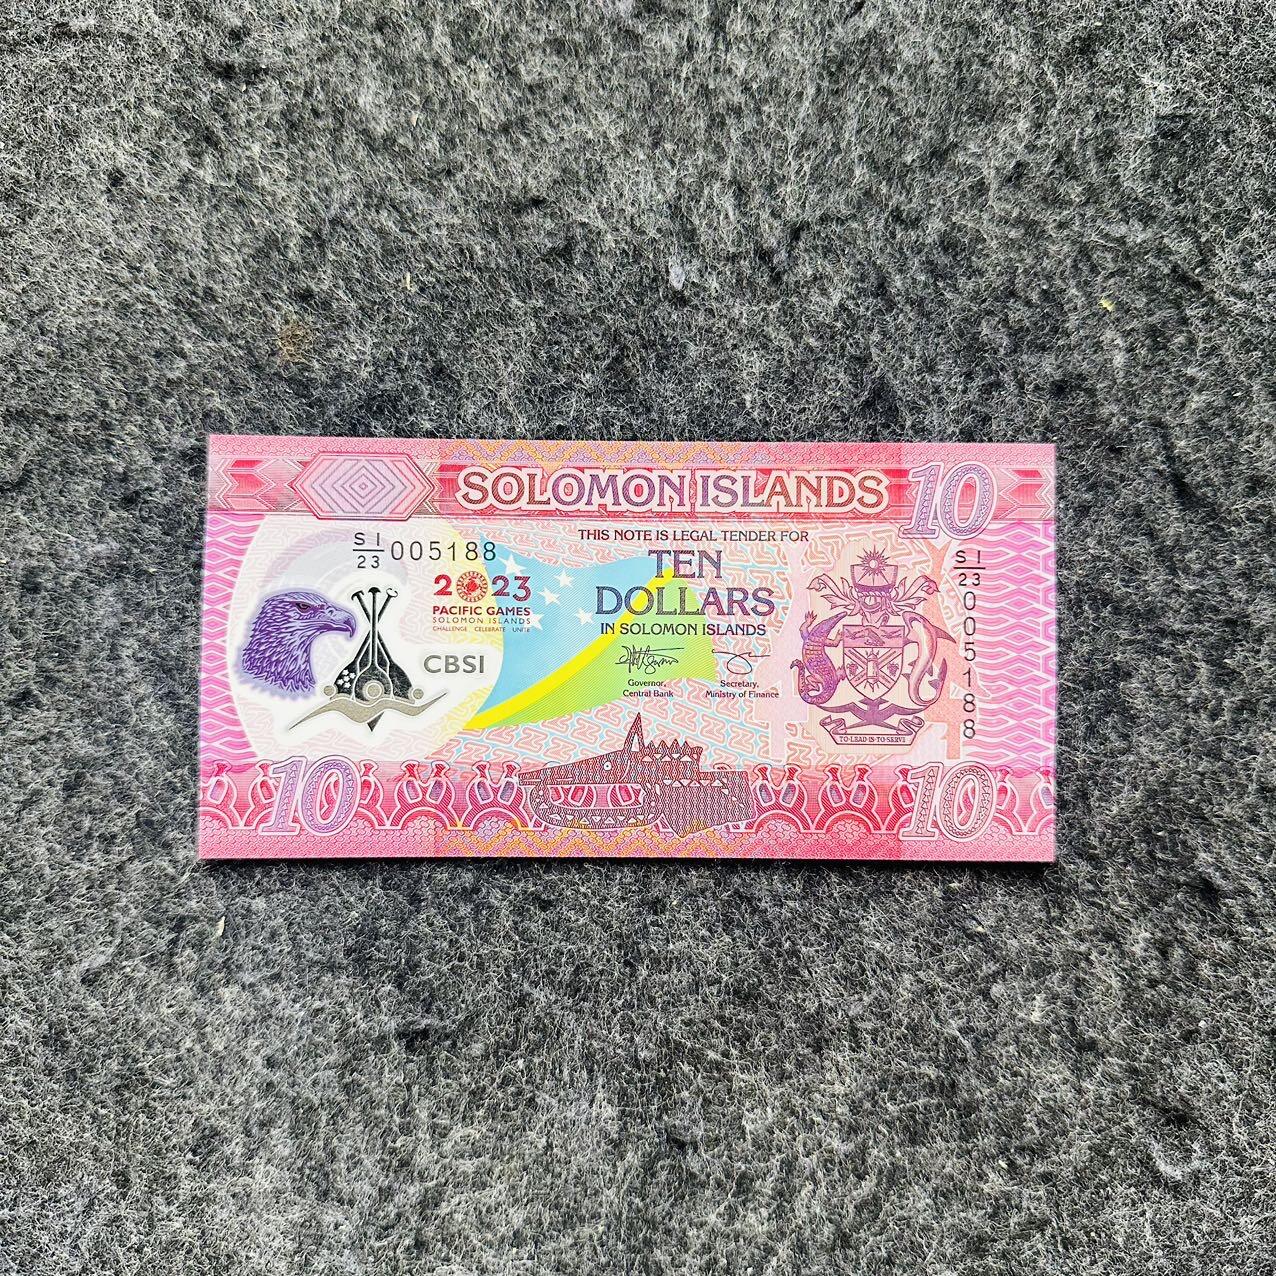 SOLOMON ISLANDS
10
THIS NOTE IS LEGAL TENDER FOR
TEN
DOLLARS
IN SOLOMON ISLANDS
S I
23 005188
2023
PACIFIC GAMES
SOLOMON ISLANDS
CHALLENGE CELEBRATE UNITE
CBSI
Governor,
Central Bank
Secretary,
Ministry of Finance
S I
23
005188
TO·LEAD·IS·TO·SERVE
10
10